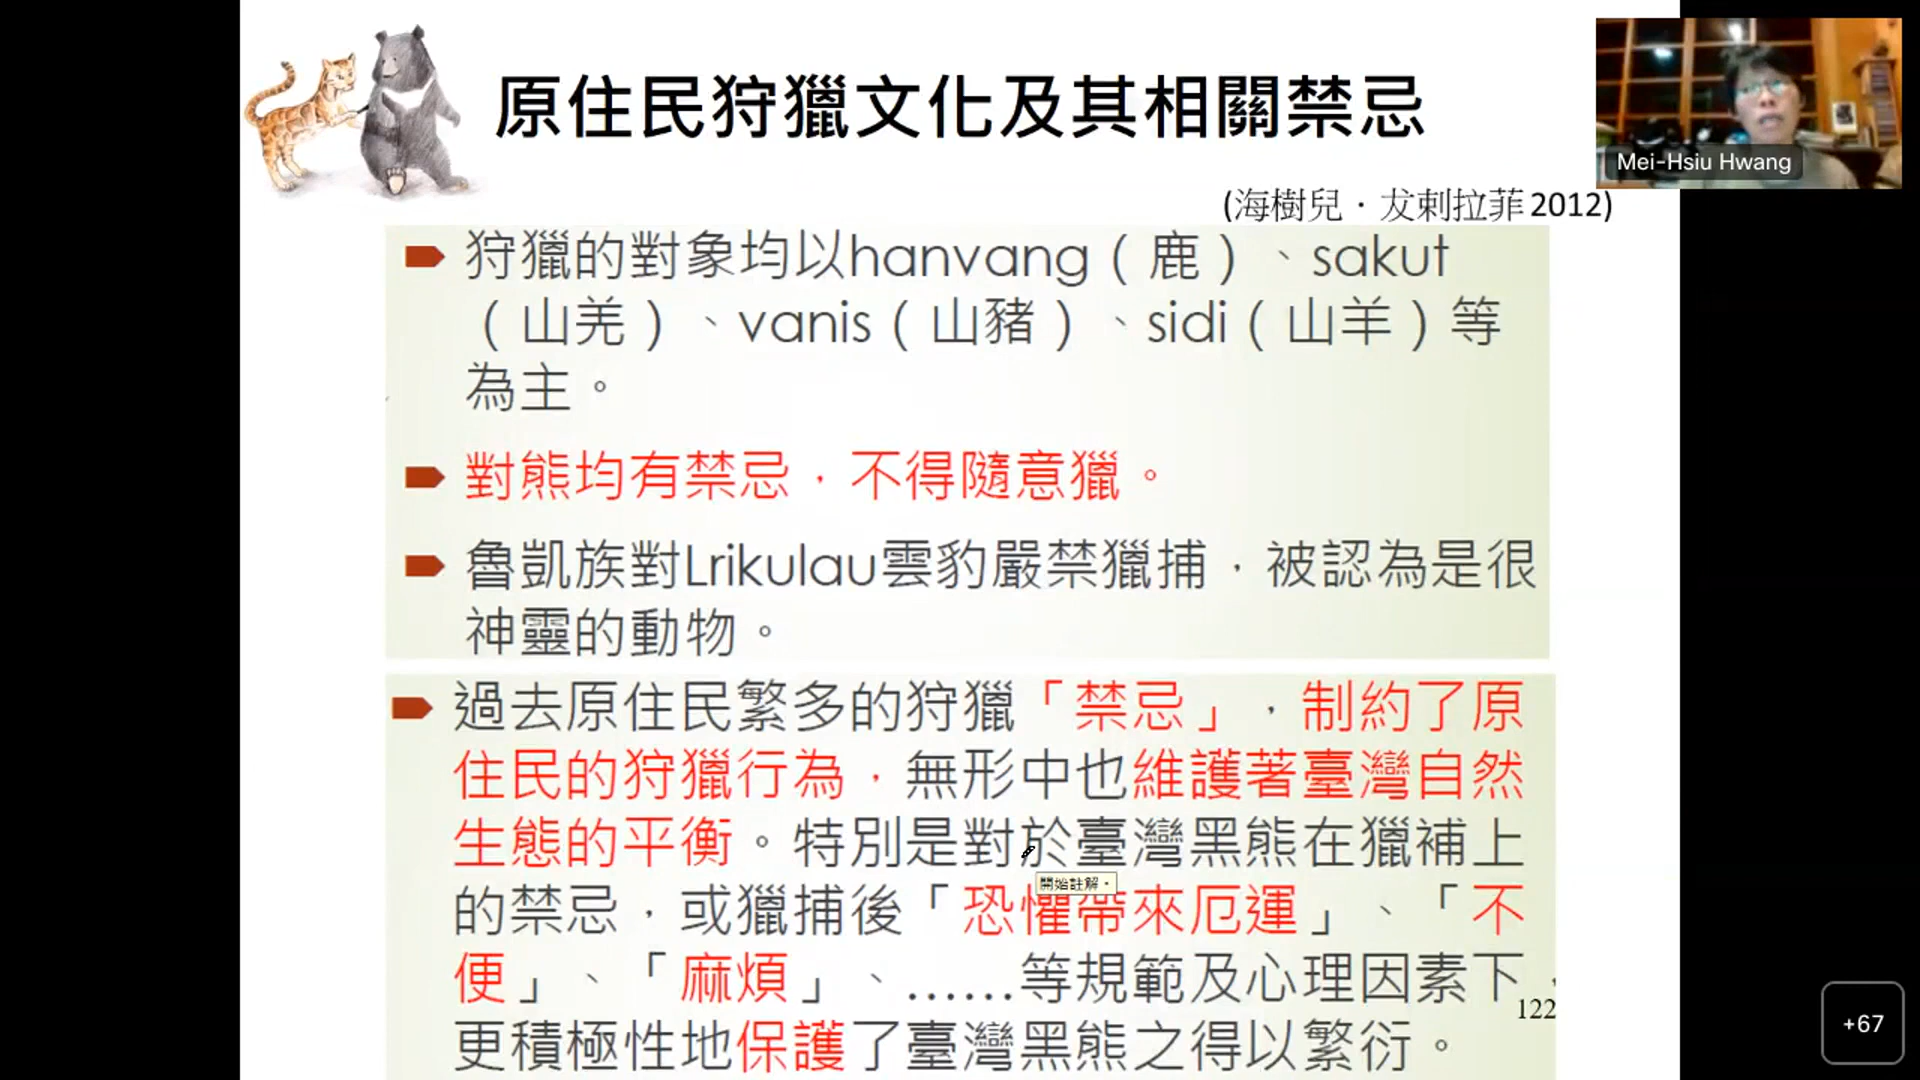 原住民狩獵文化及其相關禁忌
Mei-Hsiu Hwang
(海樹兒．犮剌拉菲2012)
狩獵的對象均以hanvang（鹿）、sakut
（山羌）、vanis（山豬）、sidi（山羊）等
為主。
對熊均有禁忌，不得隨意獵。
魯凱族對Lrikulau雲豹嚴禁獵捕，被認為是很
神靈的動物。
過去原住民繁多的狩獵「禁忌」，制約了原
住民的狩獵行為，無形中也維護著臺灣自然
生態的平衡。特別是對於臺灣黑熊在獵補上
開始註解。
的禁忌，或獵捕後「恐懼帶來厄運」、「不
便」、「麻煩」、……等規範及心理因素下，
122
更積極性地保護了臺灣黑熊之得以繁衍。
+67